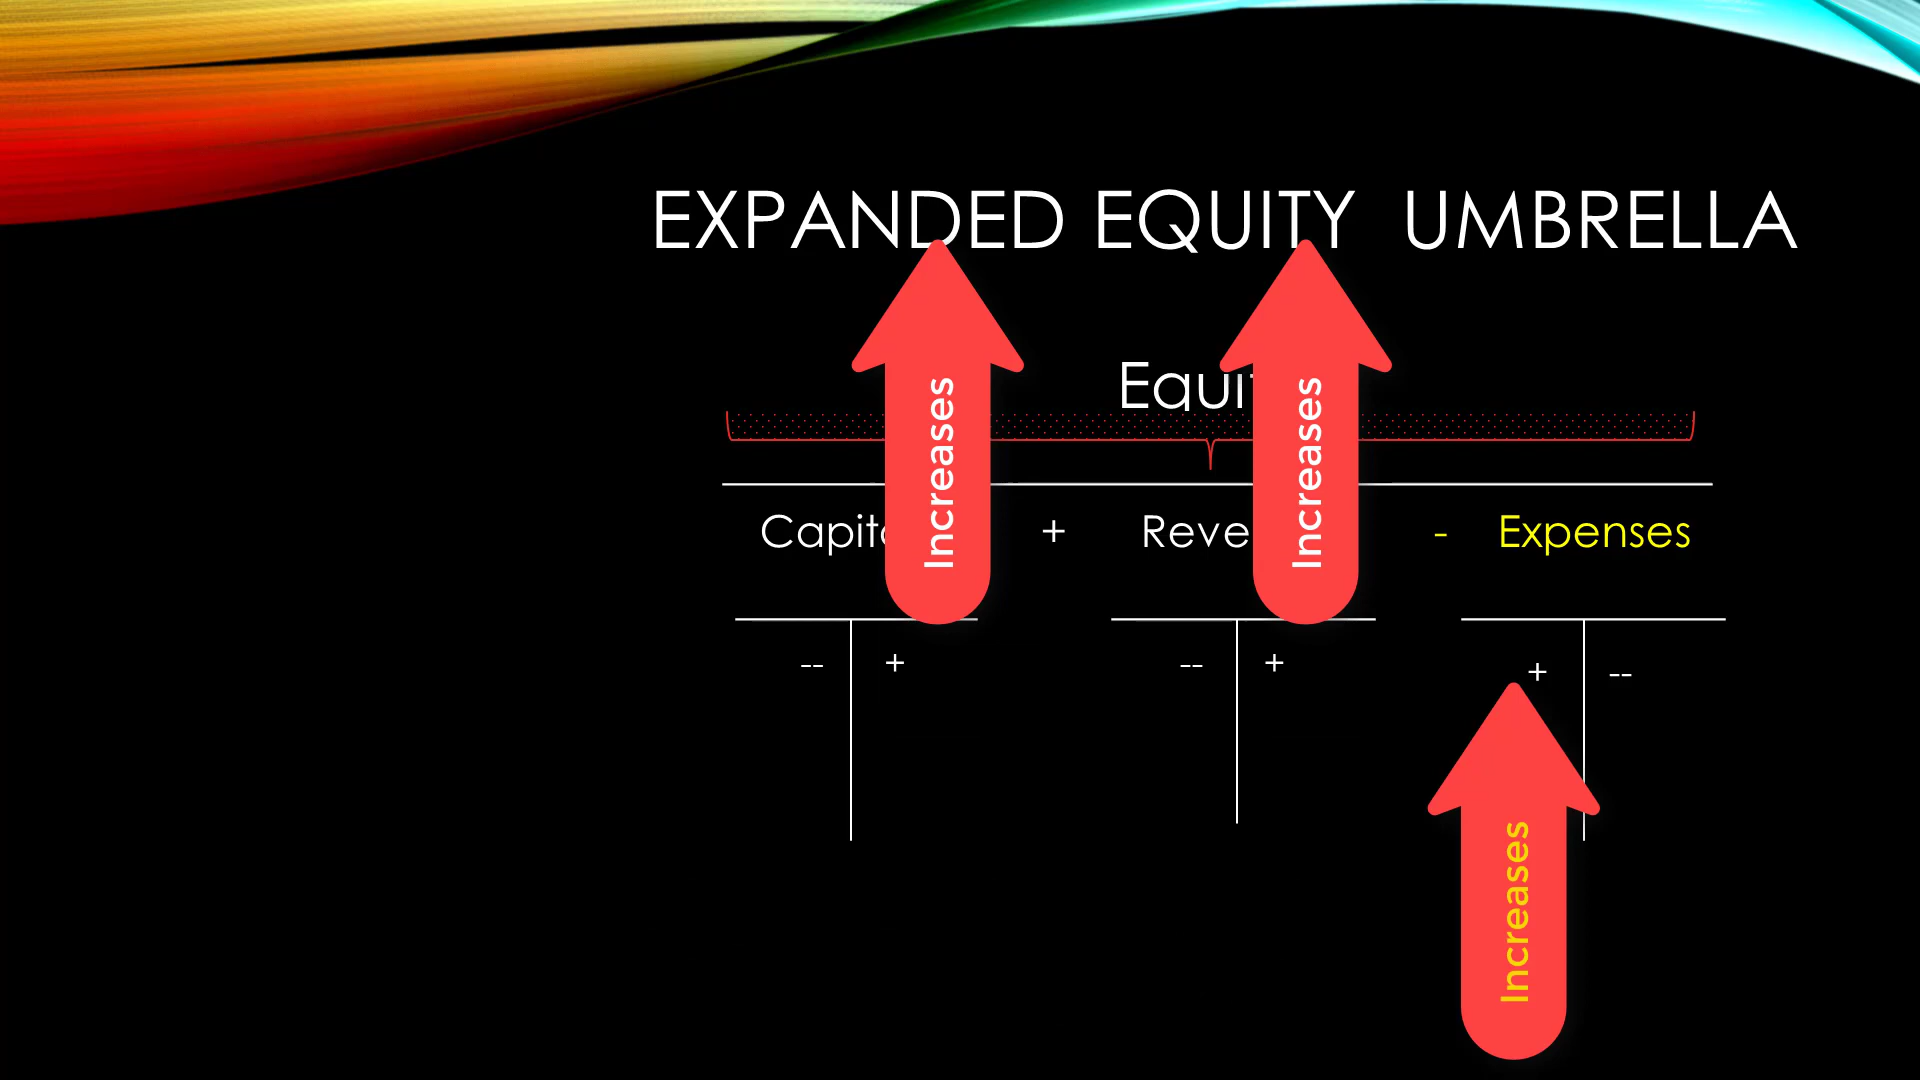 EXPANDED EQUITY UMBRELLA
Equi
Capit + Reve - Expenses
Increases
Increases
-- + -- + + --
Increases